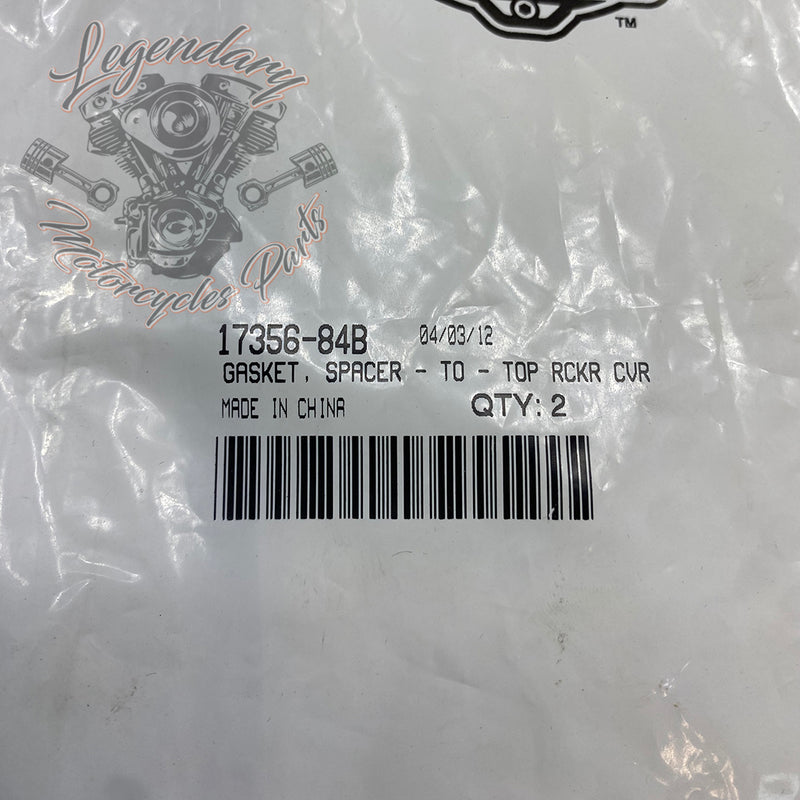 TM
Legendary
Motorcycles Parts
17356-84B 04/03/12
GASKET, SPACER - TO - TOP RCKR CVR
MADE IN CHINA QTY: 2